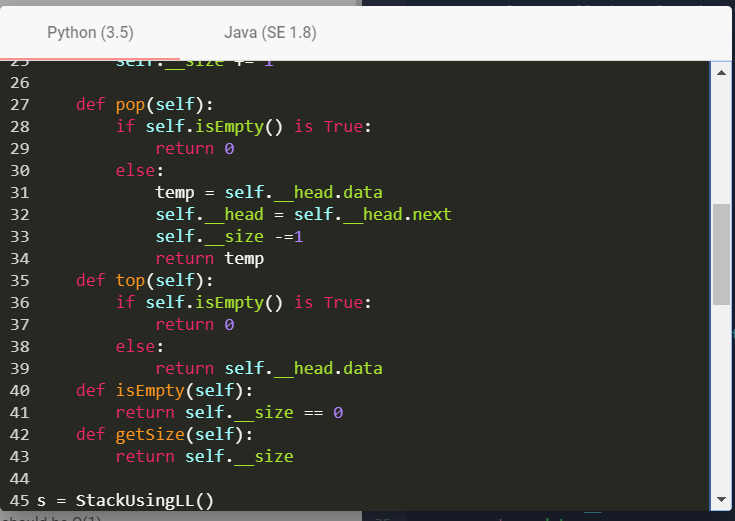 Python (3.5) Java (SE 1.8)
25         self.__size += 1
26
27     def pop(self):
28         if self.isEmpty() is True:
29             return 0
30         else:
31             temp = self.__head.data
32             self.__head = self.__head.next
33             self.__size -=1
34             return temp
35     def top(self):
36         if self.isEmpty() is True:
37             return 0
38         else:
39             return self.__head.data
40     def isEmpty(self):
41         return self.__size == 0
42     def getSize(self):
43         return self.__size
44
45 s = StackUsingLL()
should be O(1)